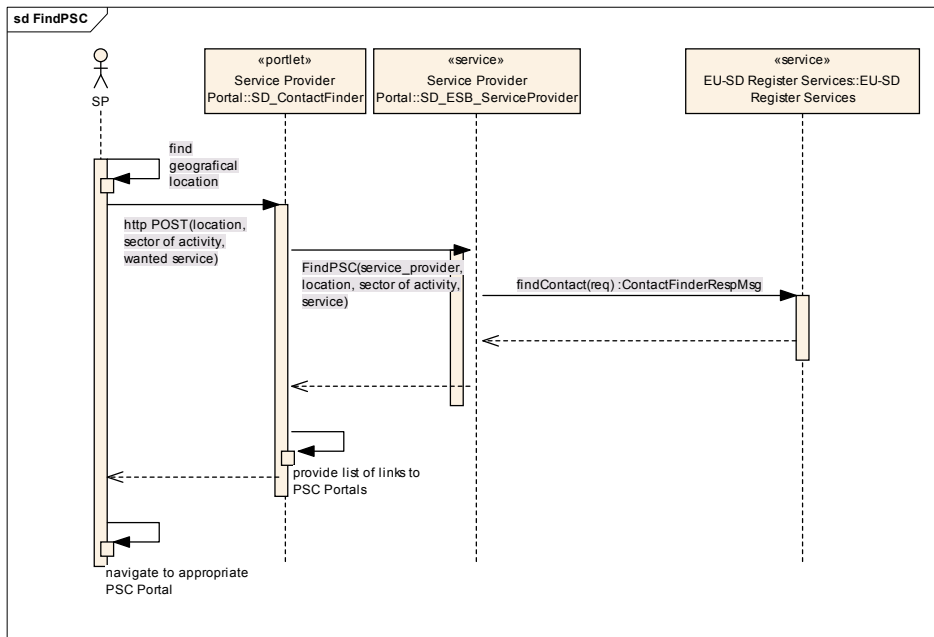 sd FindPSC
SP
«portlet»
Service Provider
Portal::SD_ContactFinder
«service»
Service Provider
Portal::SD_ESB_ServiceProvider
«service»
EU-SD Register Services::EU-SD
Register Services
find
geografical
location
http POST(location,
sector of activity,
wanted service)
FindPSC(service_provider,
location, sector of activity,
service)
findContact(req) :ContactFinderRespMsg
provide list of links to
PSC Portals
navigate to appropriate
PSC Portal